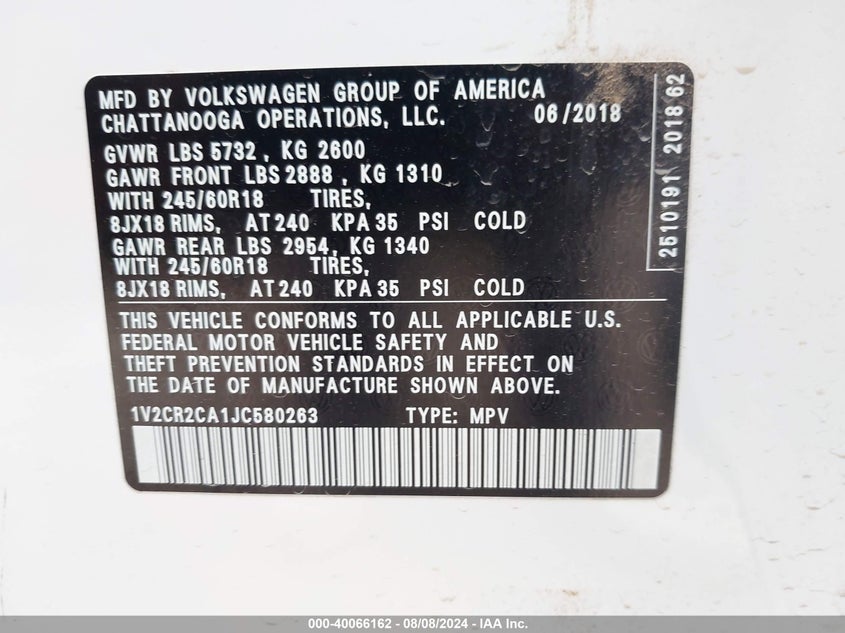 MFD BY VOLKSWAGEN GROUP OF AMERICA
CHATTANOOGA OPERATIONS, LLC. 06/2018
GVWR LBS 5732, KG 2600
GAWR FRONT LBS 2888, KG 1310
WITH 245/60R18 TIRES,
8JX18 RIMS, AT 240 KPA 35 PSI COLD
GAWR REAR LBS 2954, KG 1340
WITH 245/60R18 TIRES,
8JX18 RIMS, AT 240 KPA 35 PSI COLD
THIS VEHICLE CONFORMS TO ALL APPLICABLE U.S.
FEDERAL MOTOR VEHICLE SAFETY AND
THEFT PREVENTION STANDARDS IN EFFECT ON
THE DATE OF MANUFACTURE SHOWN ABOVE.
1V2CR2CA1JC580263 TYPE: MPV
2510191 2018 62
000-40066162 - 08/08/2024 - IAA Inc.